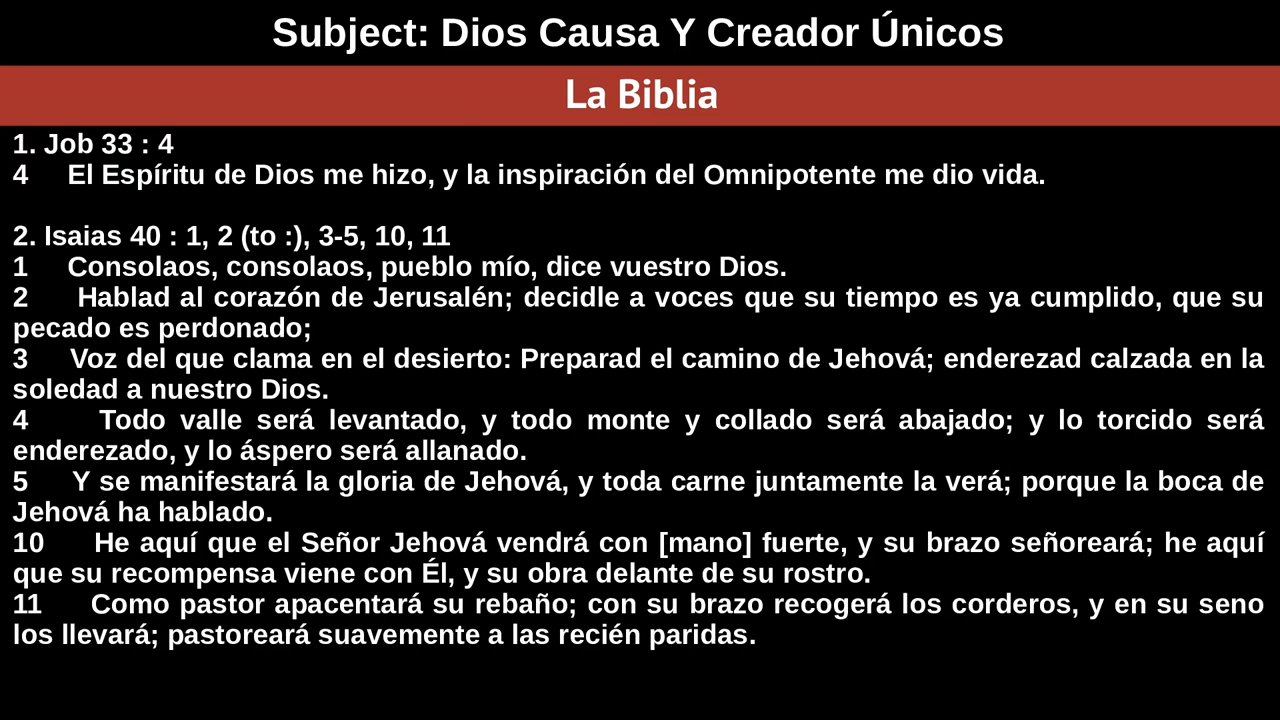 Subject: Dios Causa Y Creador Únicos
La Biblia
1. Job 33 : 4
4 El Espíritu de Dios me hizo, y la inspiración del Omnipotente me dio vida.
2. Isaias 40 : 1, 2 (to :), 3-5, 10, 11
1 Consolaos, consolaos, pueblo mío, dice vuestro Dios.
2 Hablad al corazón de Jerusalén; decidle a voces que su tiempo es ya cumplido, que su
pecado es perdonado;
3 Voz del que clama en el desierto: Preparad el camino de Jehová; enderezad calzada en la
soledad a nuestro Dios.
4 Todo valle será levantado, y todo monte y collado será abajado; y lo torcido será
enderezado, y lo áspero será allanado.
5 Y se manifestará la gloria de Jehová, y toda carne juntamente la verá; porque la boca de
Jehová ha hablado.
10 He aquí que el Señor Jehová vendrá con [mano] fuerte, y su brazo señoreará; he aquí
que su recompensa viene con Él, y su obra delante de su rostro.
11 Como pastor apacentará su rebaño; con su brazo recogerá los corderos, y en su seno
los llevará; pastoreará suavemente a las recién paridas.